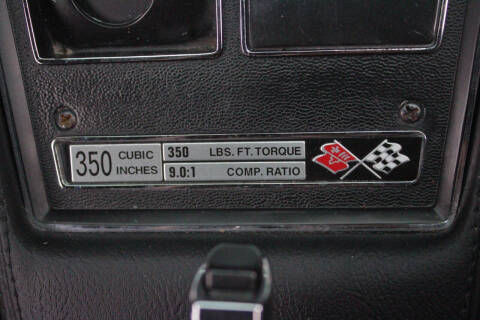 350 CUBIC INCHES
350 LBS. FT. TORQUE
9.0:1 COMP. RATIO